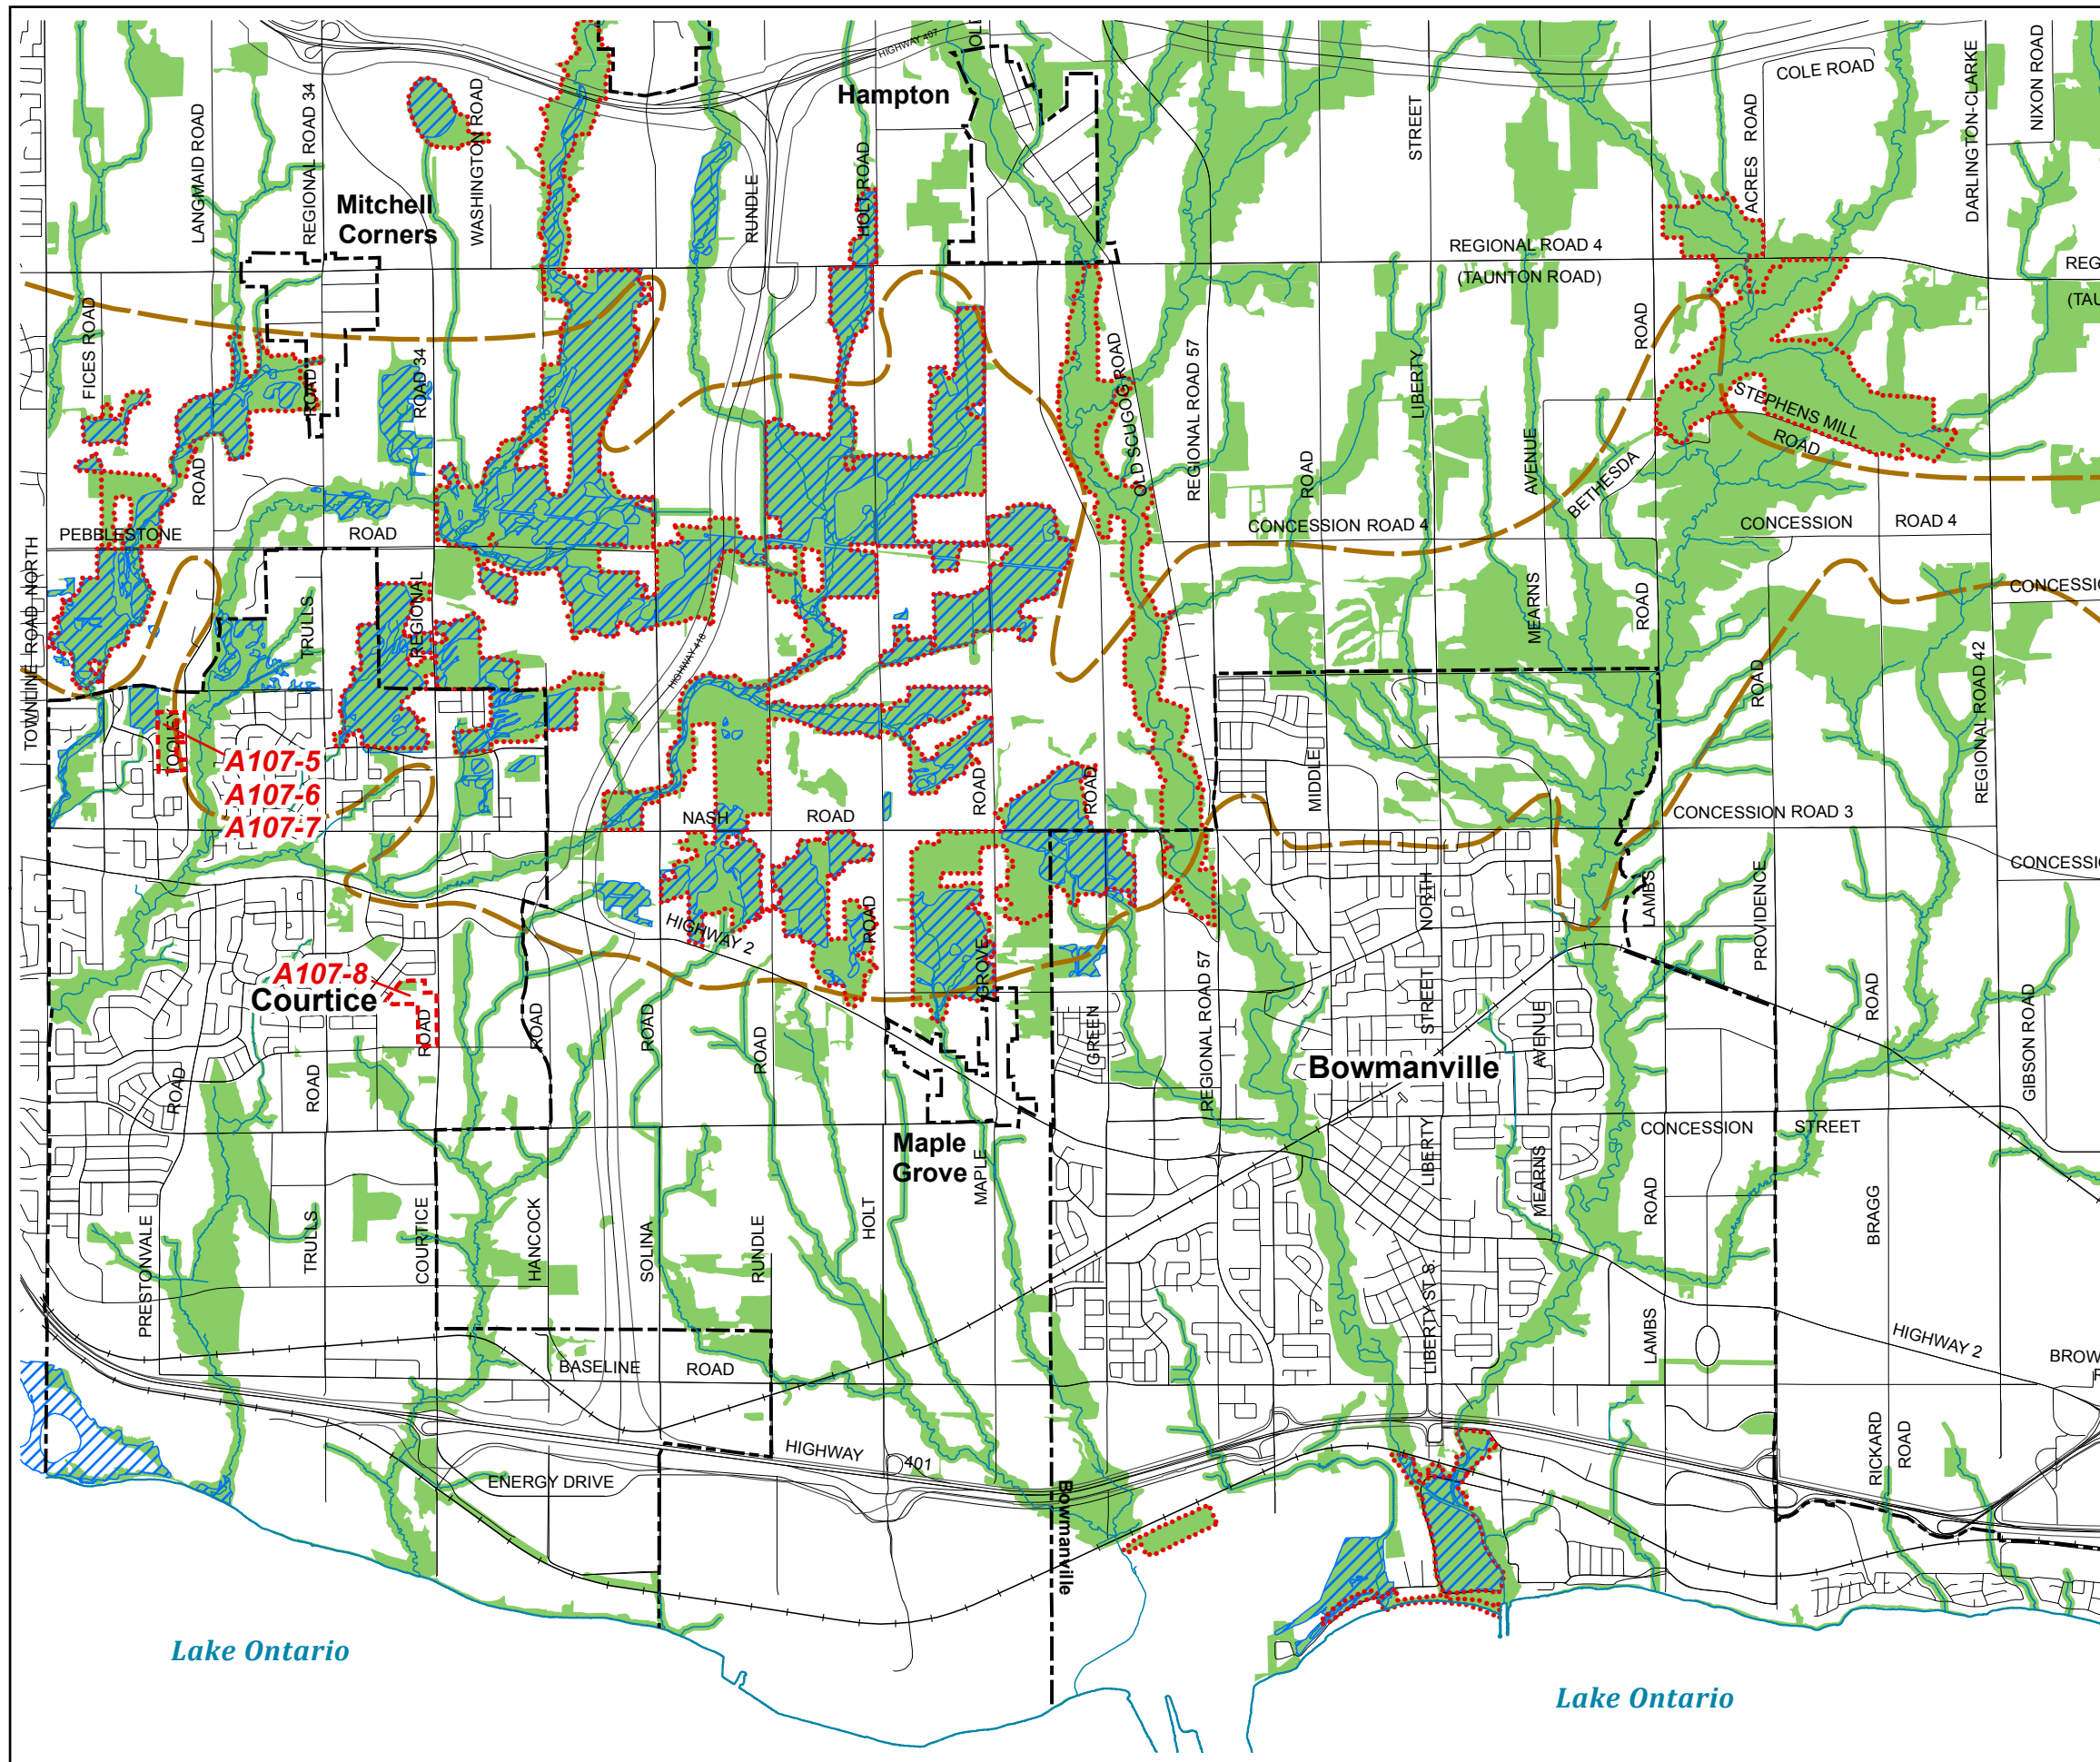 HIGHWAY 407
OLD
Hampton
COLE ROAD
NIXON ROAD
DARLINGTON-CLARKE
ACRES ROAD
STREET
LANGMAID ROAD
REGIONAL ROAD 34
WASHINGTON ROAD
RUNDLE
HOLT ROAD
Mitchell
Corners
REGIONAL ROAD 4
(TAUNTON ROAD)
REG
(TAU
FICES ROAD
ROAD
ROAD 34
OLD SCUGOG ROAD
REGIONAL ROAD 57
LIBERTY
ROAD
AVENUE
ROAD
STEPHENS MILL
ROAD
BETHESDA
ROAD
PEBBLESTONE
ROAD
CONCESSION ROAD 4
CONCESSION
ROAD 4
TOWNLINE ROAD NORTH
TRULLS
REGIONAL
HIGHWAY 418
MEARNS
ROAD
CONCESSI
ROAD
REGIONAL ROAD 42
TOOLEY
A107-5
A107-6
A107-7
NASH
ROAD
ROAD
ROAD
MIDDLE
CONCESSION ROAD 3
CONCESSI
HIGHWAY 2
ROAD
GROVE
NORTH
STREET
LAMBS
PROVIDENCE
A107-8
Courtice
ROAD
ROAD
ROAD
ROAD
GREEN
REGIONAL ROAD 57
AVENUE
ROAD
GIBSON ROAD
Bowmanville
ROAD
ROAD
Maple
Grove
MAPLE
LIBERTY
MEARNS
CONCESSION
STREET
PRESTONVALE
TRULLS
COURTICE
HANCOCK
SOLINA
RUNDLE
HOLT
ROAD
BRAGG
LIBERTY ST S.
LAMBS
HIGHWAY 2
BROW
R
BASELINE
ROAD
HIGHWAY
401
ENERGY DRIVE
RICKARD
ROAD
Bowmanville
Lake Ontario
Lake Ontario